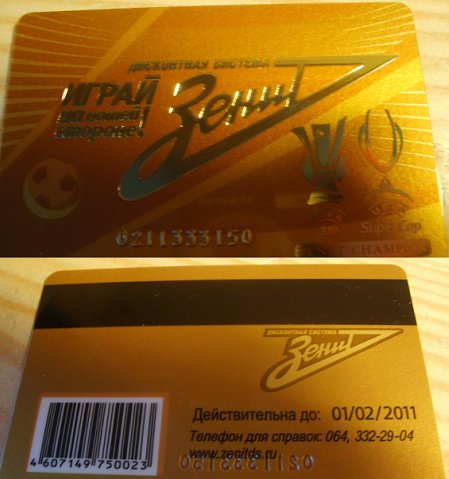 ДИСКОНТНАЯ СИСТЕМА
Зенит
ИГРАЙ
на нашей
стороне!
CUP
Super Cup
0211333150
ДИСКОНТНАЯ СИСТЕМА
Зенит
Действительна до: 01/02/2011
Телефон для справок: 064, 332-29-04
www.zenitds.ru
4 607149 750023